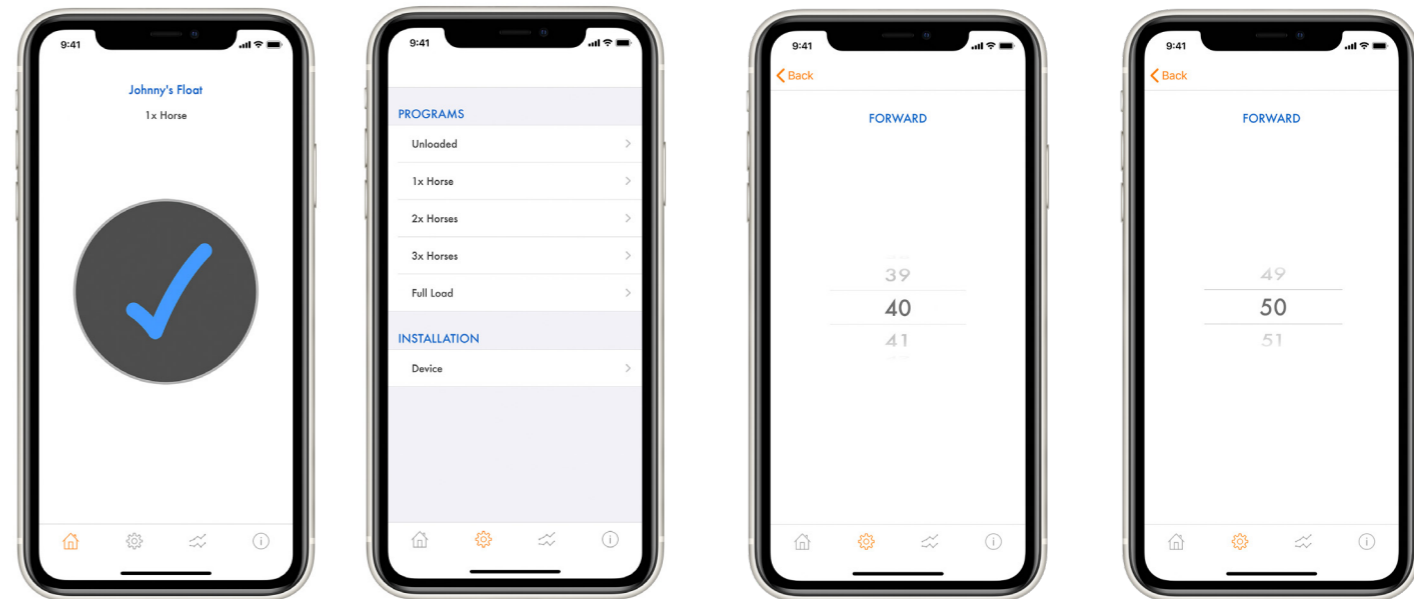 9:41
Johnny's Float
1x Horse
9:41
PROGRAMS
Unloaded
1x Horse
2x Horses
3x Horses
Full Load
INSTALLATION
Device
9:41
Back
FORWARD
39
40
41
9:41
Back
FORWARD
49
50
51